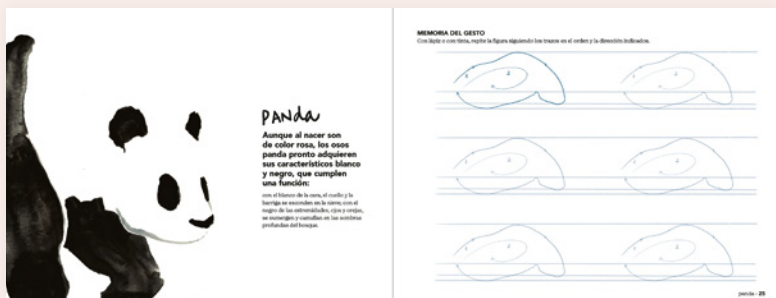 PANDA
Aunque al nacer son
de color rosa, los osos
panda pronto adquieren
sus característicos blanco
y negro, que cumplen
una función:
con el blanco de la cara, el cuello y la
barriga se esconden en la nieve; con el
negro de las extremidades, ojos y orejas,
se sumergen y camuflan en las sombras
profundas del bosque.
MEMORIA DEL GESTO
Con lápiz o con tinta, repite la figura siguiendo los trazos en el orden y la dirección indicados.
panda - 25